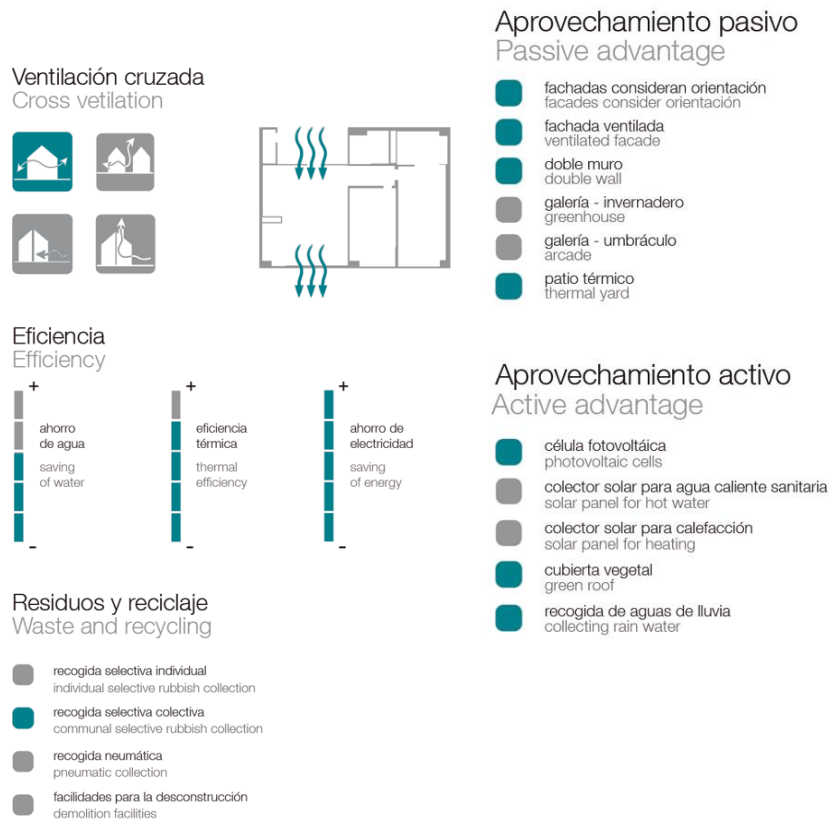 Ventilación cruzada
Cross vetilation
Eficiencia
Efficiency
+
ahorro
de agua
saving
of water
-
+
eficiencia
térmica
thermal
efficiency
-
+
ahorro de
electricidad
saving
of energy
-
Residuos y reciclaje
Waste and recycling
recogida selectiva individual
individual selective rubbish collection
recogida selectiva colectiva
communal selective rubbish collection
recogida neumática
pneumatic collection
facilidades para la desconstrucción
demolition facilities
Aprovechamiento pasivo
Passive advantage
fachadas consideran orientación
facades consider orientación
fachada ventilada
ventilated facade
doble muro
double wall
galería - invernadero
greenhouse
galería - umbráculo
arcade
patio térmico
thermal yard
Aprovechamiento activo
Active advantage
célula fotovoltáica
photovoltaic cells
colector solar para agua caliente sanitaria
solar panel for hot water
colector solar para calefacción
solar panel for heating
cubierta vegetal
green roof
recogida de aguas de lluvia
collecting rain water